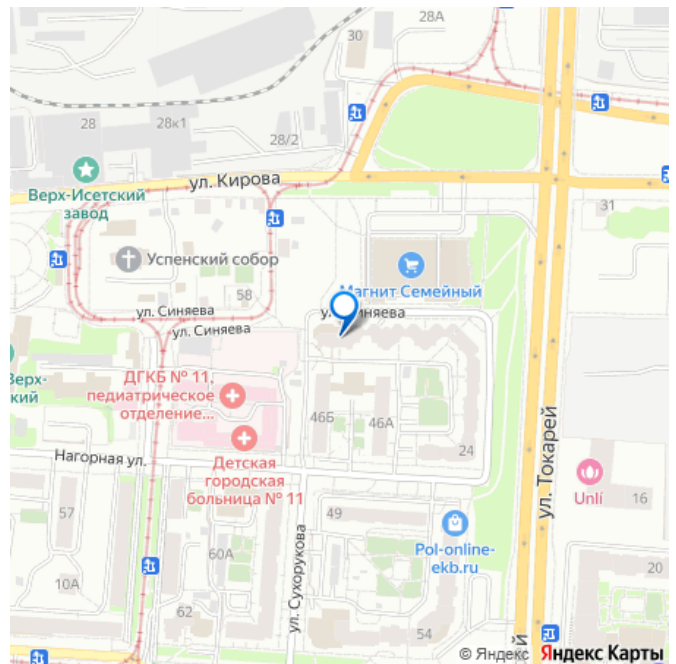 28А
30
28
28к1
28/2
ул. Кирова
Верх-Исетский
завод
31
Успенский собор
58
Магнит Семейный
ул. Синяева
ул. Синяева
ул. Синяева
ДГКБ № 11,
педиатрическое
отделение...
Верх-
ский
46Б
46А
24
Нагорная ул.
Детская
городская
больница № 11
ул. Токарей
Unlí
16
57
49
Pol-online-
ekb.ru
60А
ул. Сухорукова
10А
62
54
20
ей
© Яндекс Яндекс Карты